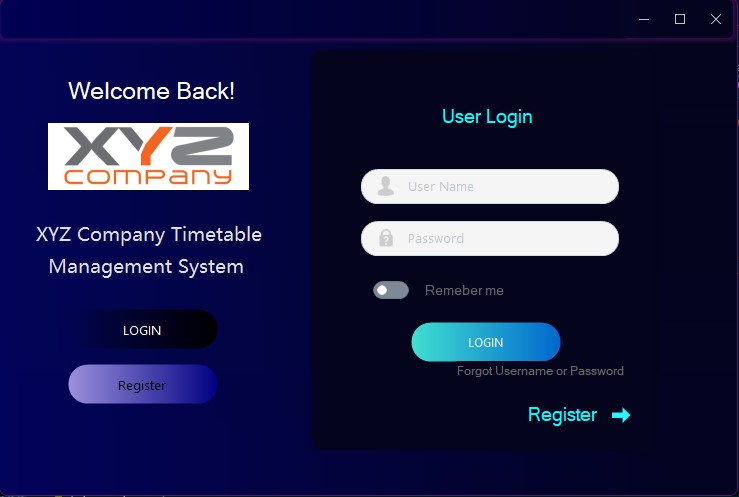 Welcome Back!
XYZ
COMPANY
XYZ Company Timetable
Management System
LOGIN
Register
User Login
User Name
Password
Remeber me
LOGIN
Forgot Username or Password
Register